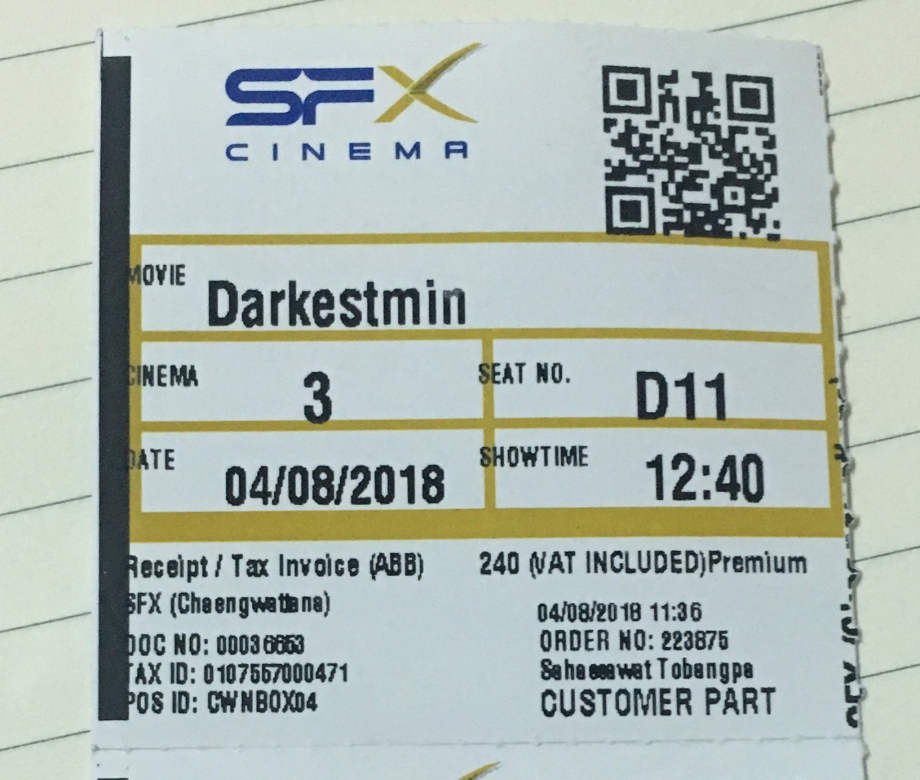 SFX
CINEMA
MOVIE
Darkestmin
CINEMA 3 SEAT NO. D11
DATE 04/08/2018 SHOWTIME 12:40
Receipt / Tax Invoice (ABB) 240 (VAT INCLUDED)Premium
SFX (Chaengwattana)
04/08/2018 11:36
DOC NO: 00036653 ORDER NO: 223875
TAX ID: 0107557000471 Tobangpa
POS ID: CWNBOX04 CUSTOMER PART